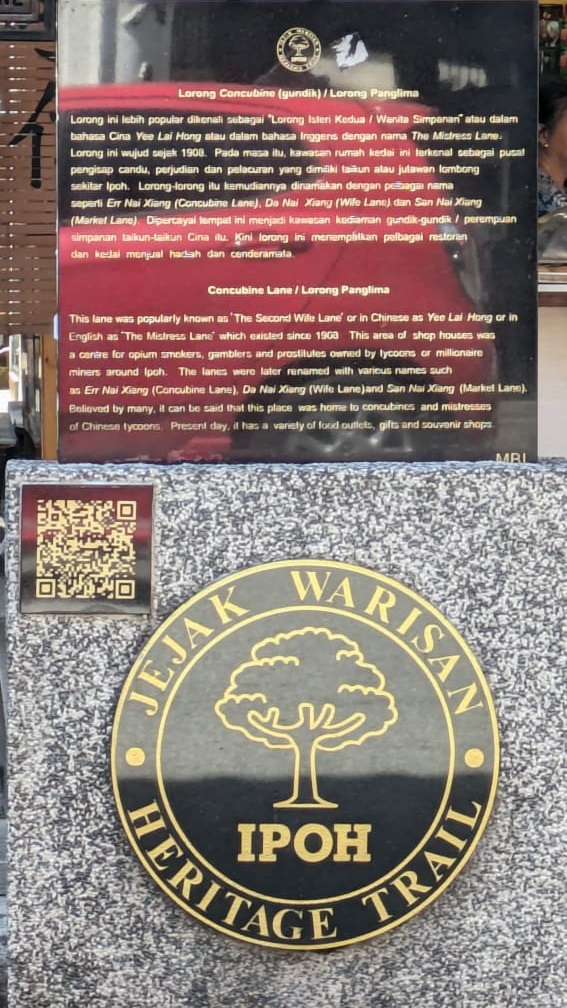 JEJAK WARISAN
IPOH
HERITAGE TRAIL
Lorong Concubine (gundik) / Lorong Panglima
Lorong ini lebih popular dikenali sebagai "Lorong Isteri Kedua / Wanita Simpanan" atau dalam
bahasa Cina Yee Lai Hong atau dalam bahasa Inggeris dengan nama The Mistress Lane.
Lorong ini wujud sejak 1908. Pada masa itu, kawasan rumah kedai ini terkenal sebagai pusat
pengisap candu, perjudian dan pelacuran yang dimiliki taikun atau jutawan lombong
sekitar Ipoh. Lorong-lorong itu kemudiannya dinamakan dengan pelbagai nama
seperti Err Nai Xiang (Concubine Lane), Da Nai Xiang (Wife Lane) dan San Nai Xiang
(Market Lane). Dipercayai tempat ini menjadi kawasan kediaman gundik-gundik / perempuan
simpanan taikun-taikun Cina itu. Kini lorong ini menempatkan pelbagai restoran
dan kedai menjual hadiah dan cenderamata.
Concubine Lane / Lorong Panglima
This lane was popularly known as 'The Second Wife Lane' or in Chinese as Yee Lai Hong or in
English as 'The Mistress Lane' which existed since 1908 This area of shop houses was
a centre for opium smokers, gamblers and prostitutes owned by tycoons or millionaire
miners around Ipoh. The lanes were later renamed with various names such
as Err Nai Xiang (Concubine Lane), Da Nai Xiang (Wife Lane)and San Nai Xiang (Market Lane).
Believed by many, it can be said that this place was home to concubines and mistresses
of Chinese tycoons. Present day, it has a variety of food outlets, gifts and souvenir shops.
MBI
JEJAK WARISAN
IPOH
HERITAGE TRAIL